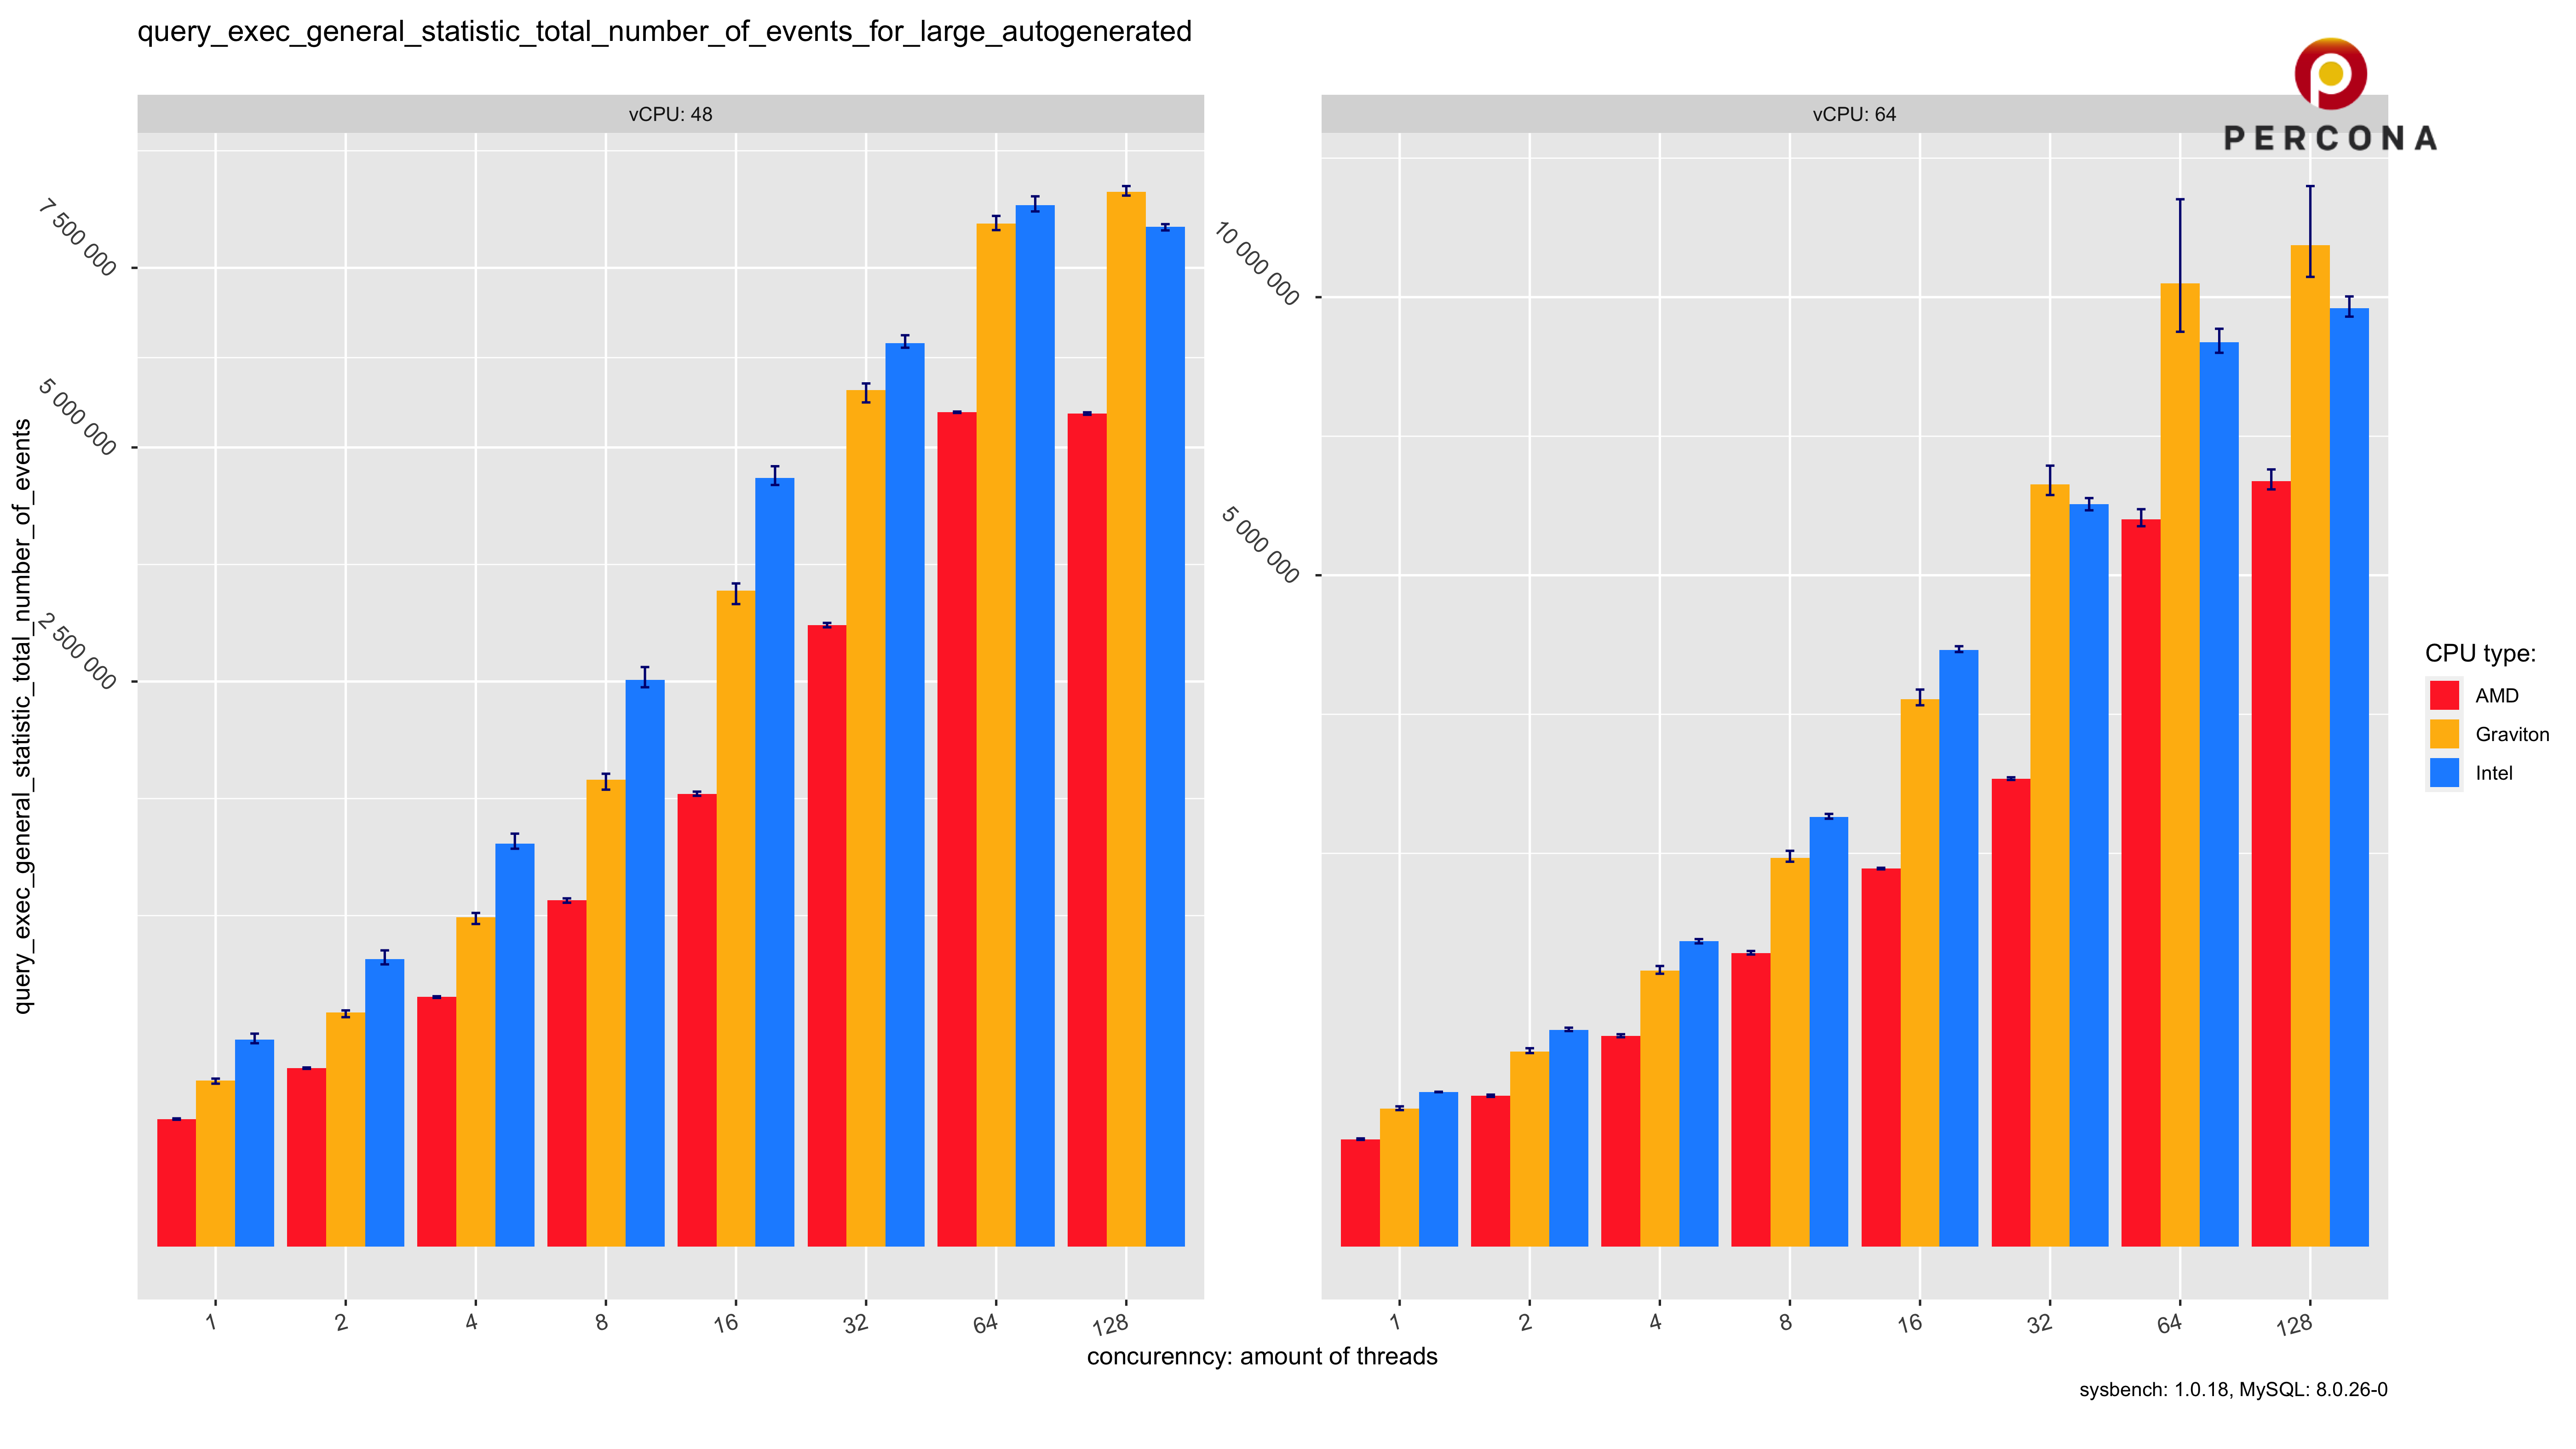 query_exec_general_statistic_total_number_of_events_for_large_autogenerated
PERCONA
vCPU: 48
vCPU: 64
query_exec_general_statistic_total_number_of_events
7 500 000
5 000 000
2 500 000
10 000 000
5 000 000
CPU type:
AMD
Graviton
Intel
1 2 4 8 16 32 64 128
1 2 4 8 16 32 64 128
concurenncy: amount of threads
sysbench: 1.0.18, MySQL: 8.0.26-0